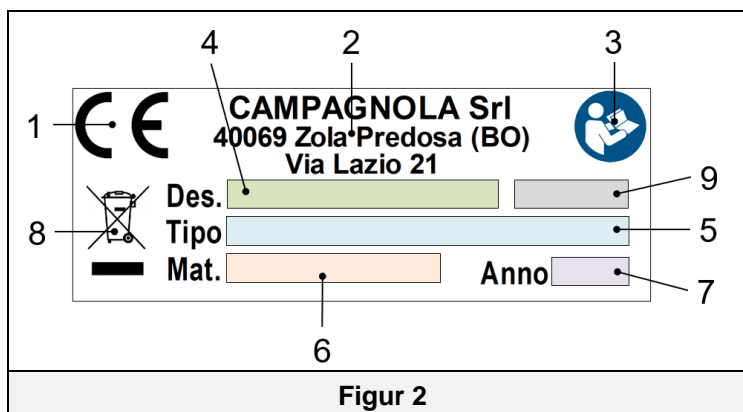 4 2 3
1 CE CAMPAGNOLA Srl
40069 Zola Predosa (BO)
Via Lazio 21
Des. 9
8 Tipo 5
Mat. Anno 7
6
Figur 2